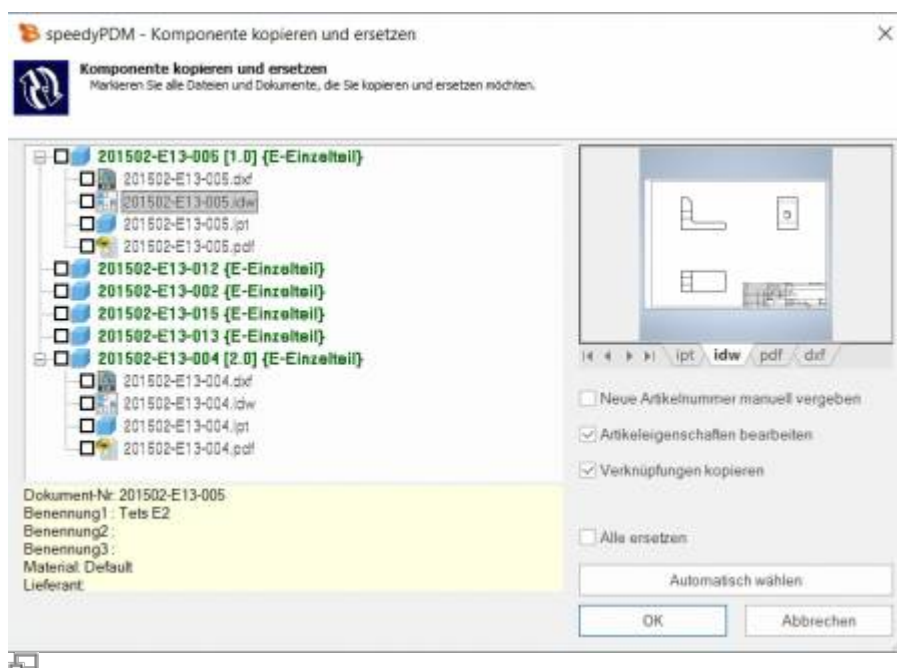 speedyPDM - Komponente kopieren und ersetzen
Komponente kopieren und ersetzen
Markieren Sie alle Dateien und Dokumente, die Sie kopieren und ersetzen möchten.
201502-E13-005 [1.0] {E-Einzelteil}
201502-E13-005.dxf
201502-E13-005.idw
201502-E13-005.ipt
201502-E13-005.pdf
201502-E13-012 {E-Einzelteil}
201502-E13-002 {E-Einzelteil}
201502-E13-015 {E-Einzelteil}
201502-E13-013 {E-Einzelteil}
201502-E13-004 [2.0] {E-Einzelteil}
201502-E13-004.dxf
201502-E13-004.idw
201502-E13-004.ipt
201502-E13-004.pdf
Dokument-Nr: 201502-E13-005
Benennung1 : Tets E2
Benennung2 :
Benennung3 :
Material: Default
Lieferant:
ipt idw pdf dxf
Neue Artikelnummer manuell vergeben
Artikeleigenschaften bearbeiten
Verknüpfungen kopieren
Alle ersetzen
Automatisch wählen
OK Abbrechen